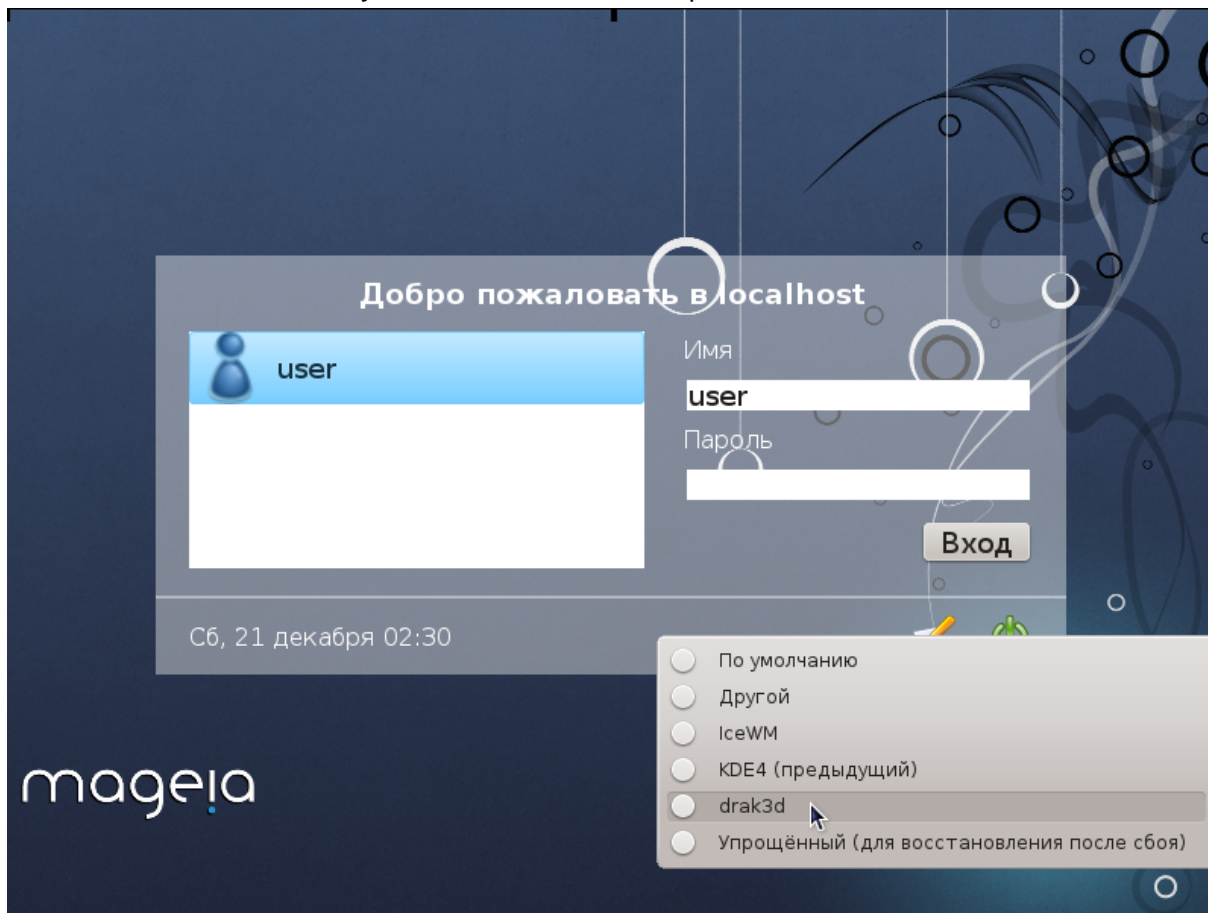 Добро пожаловать в localhost
user
Имя
user
Пароль
Вход
Сб, 21 декабря 02:30
По умолчанию
Другой
IceWM
KDE4 (предыдущий)
drak3d
Упрощённый (для восстановления после сбоя)
mageia